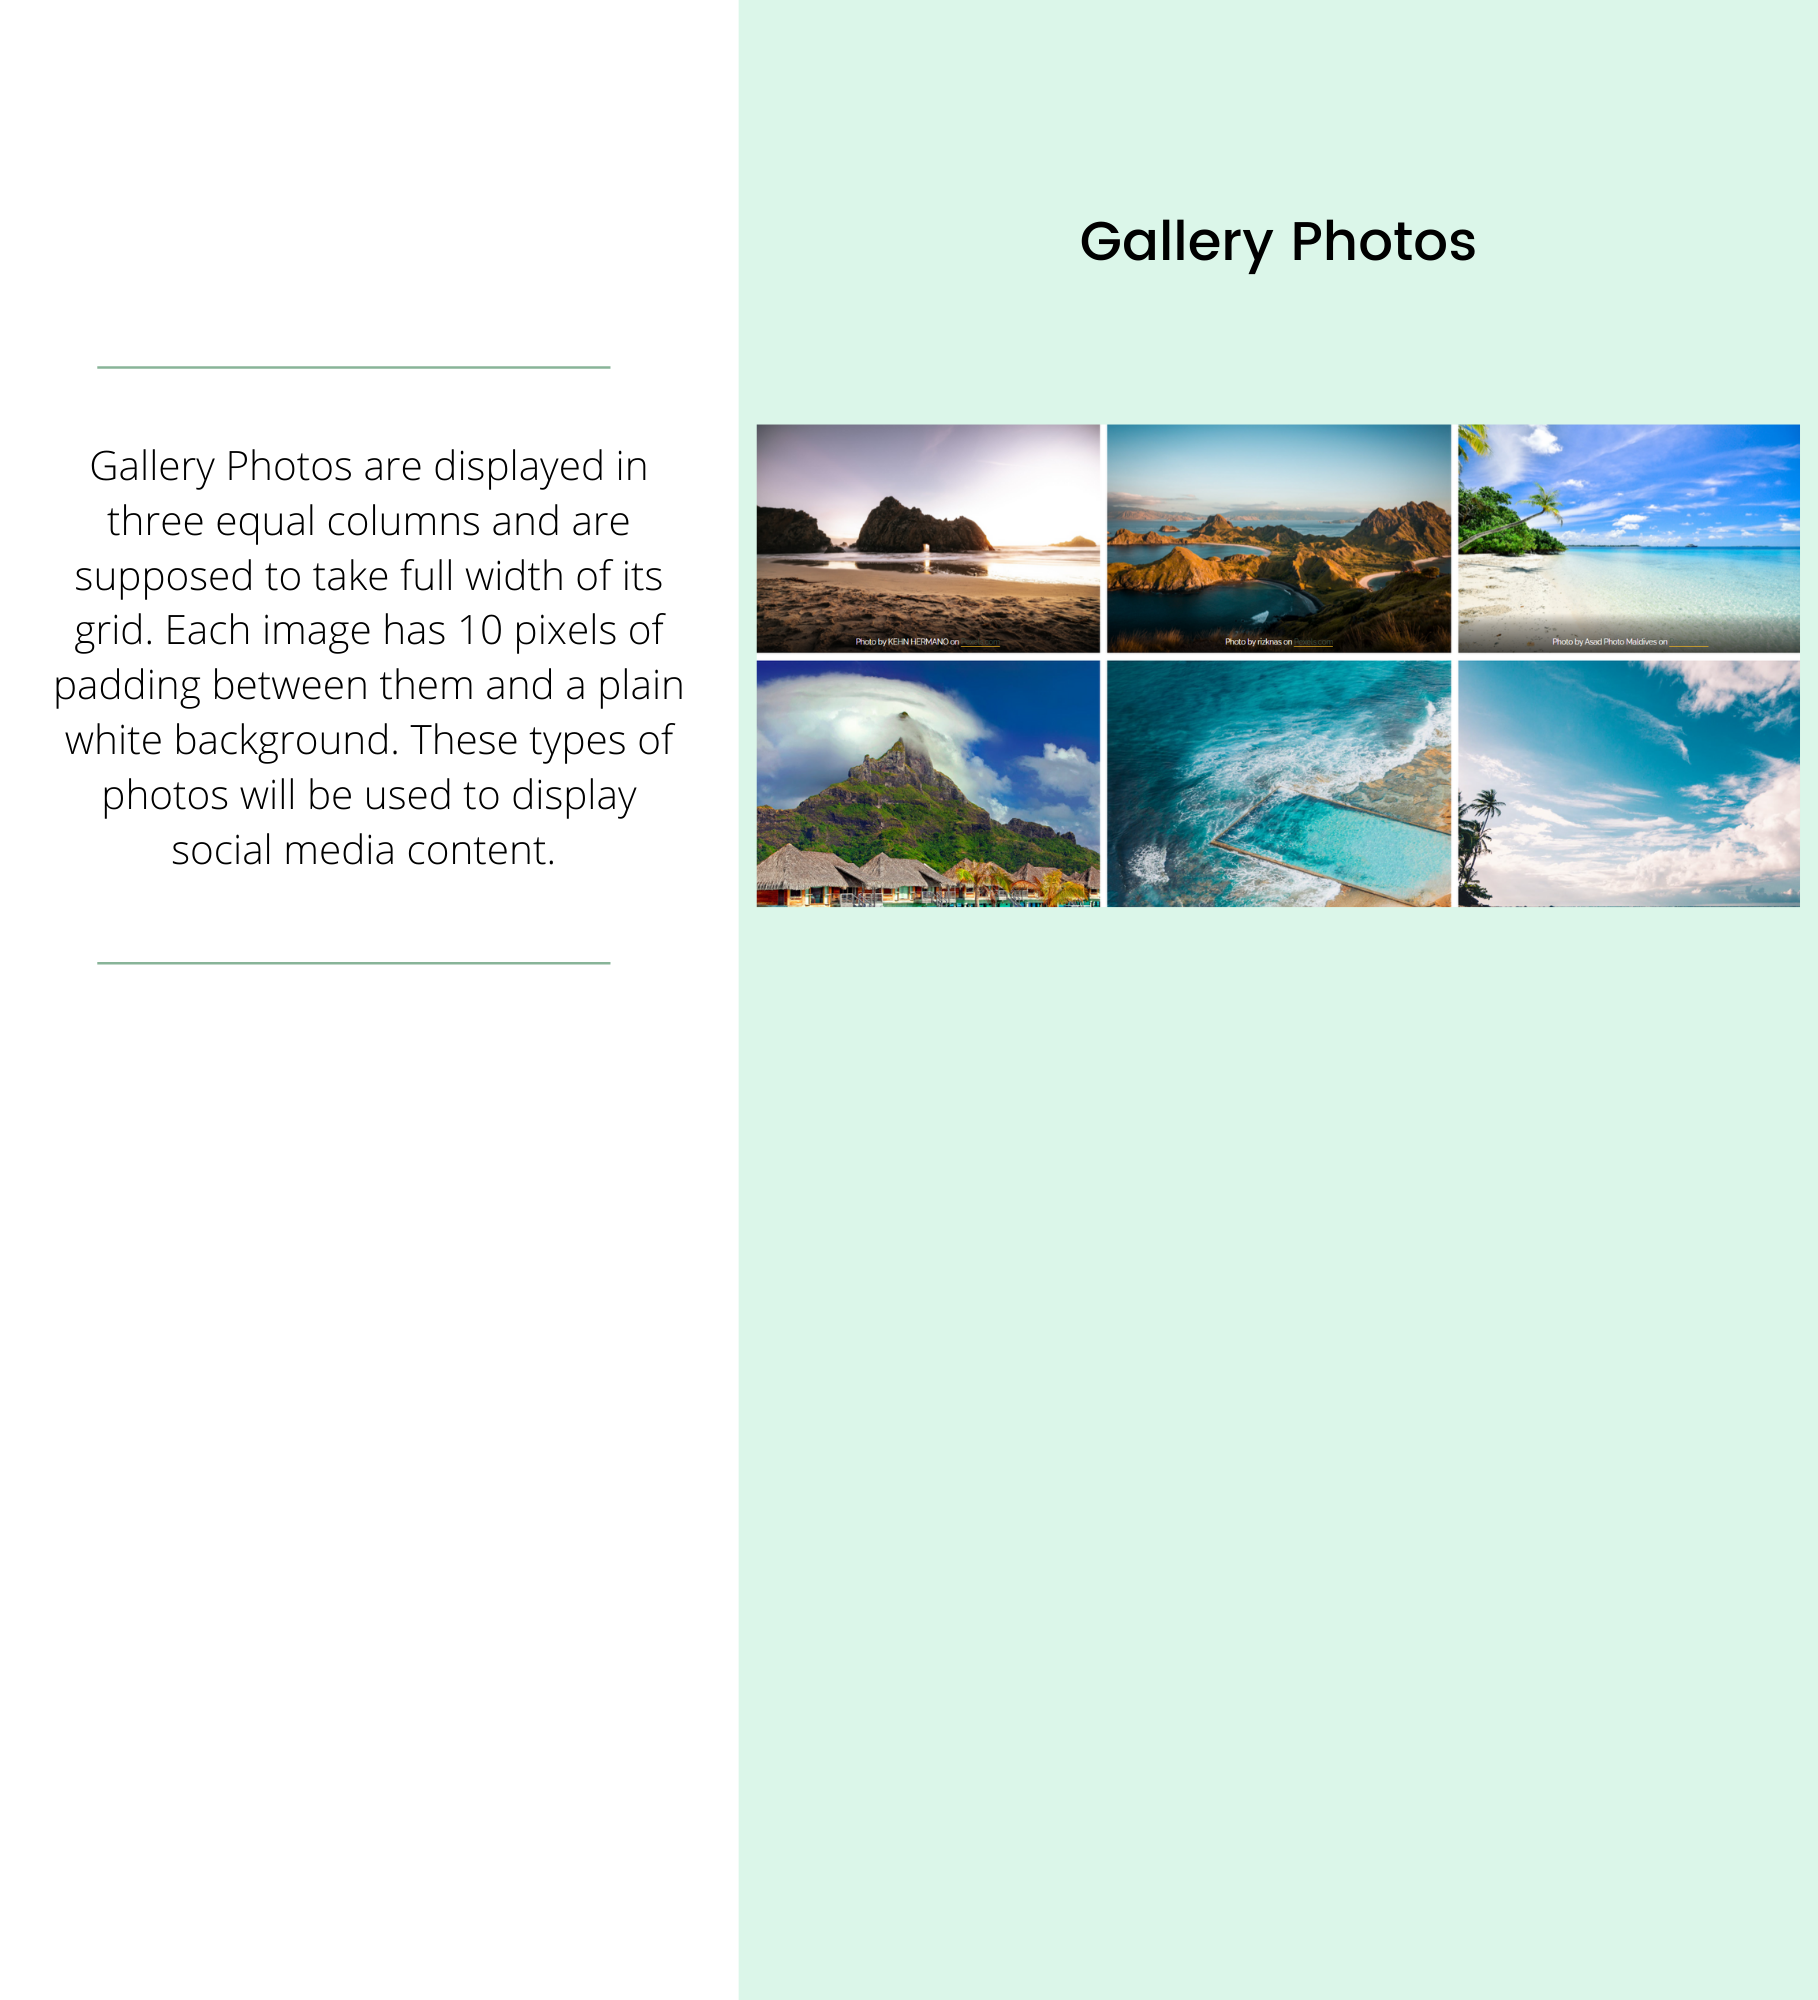 Gallery Photos
Gallery Photos are displayed in
three equal columns and are
supposed to take full width of its
grid. Each image has 10 pixels of
padding between them and a plain
white background. These types of
photos will be used to display
social media content.
Photo by KEHN HERMANO on
Photo by rizknas on Pexels.com
Photo by Asad Photo Maldives on